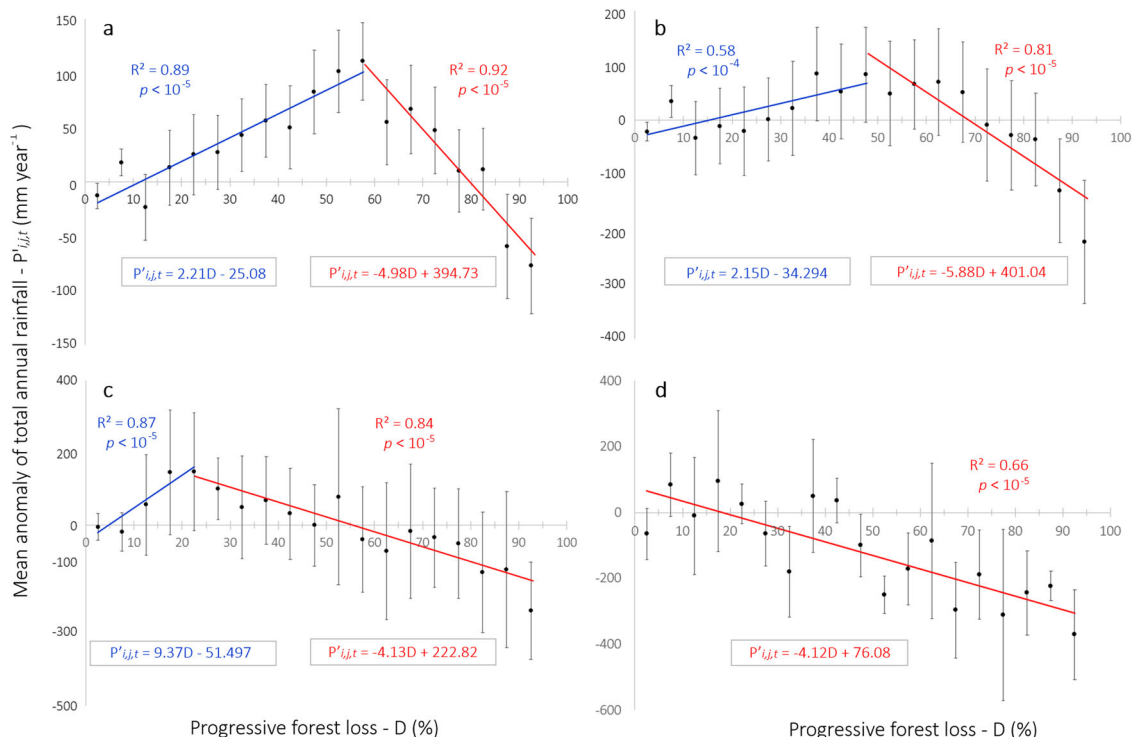 Mean anomaly of total annual rainfall - P'i,j,t (mm year⁻¹)
a
150
100
50
0
-50
-100
-150
0 10 20 30 40 50 60 70 80 90 100
R² = 0.89
p < 10⁻⁵
R² = 0.92
p < 10⁻⁵
P'i,j,t = 2.21D - 25.08
P'i,j,t = -4.98D + 394.73
b
200
100
0
-100
-200
-300
-400
0 10 20 30 40 50 60 70 80 90 100
R² = 0.58
p < 10⁻⁴
R² = 0.81
p < 10⁻⁵
P'i,j,t = 2.15D - 34.294
P'i,j,t = -5.88D + 401.04
c
400
200
0
-100
-300
-500
0 10 20 30 40 50 60 70 80 90 100
R² = 0.87
p < 10⁻⁵
R² = 0.84
p < 10⁻⁵
P'i,j,t = 9.37D - 51.497
P'i,j,t = -4.13D + 222.82
Progressive forest loss - D (%)
d
400
200
0
-200
-400
-600
0 10 20 30 40 50 60 70 80 90 100
R² = 0.66
p < 10⁻⁵
P'i,j,t = -4.12D + 76.08
Progressive forest loss - D (%)